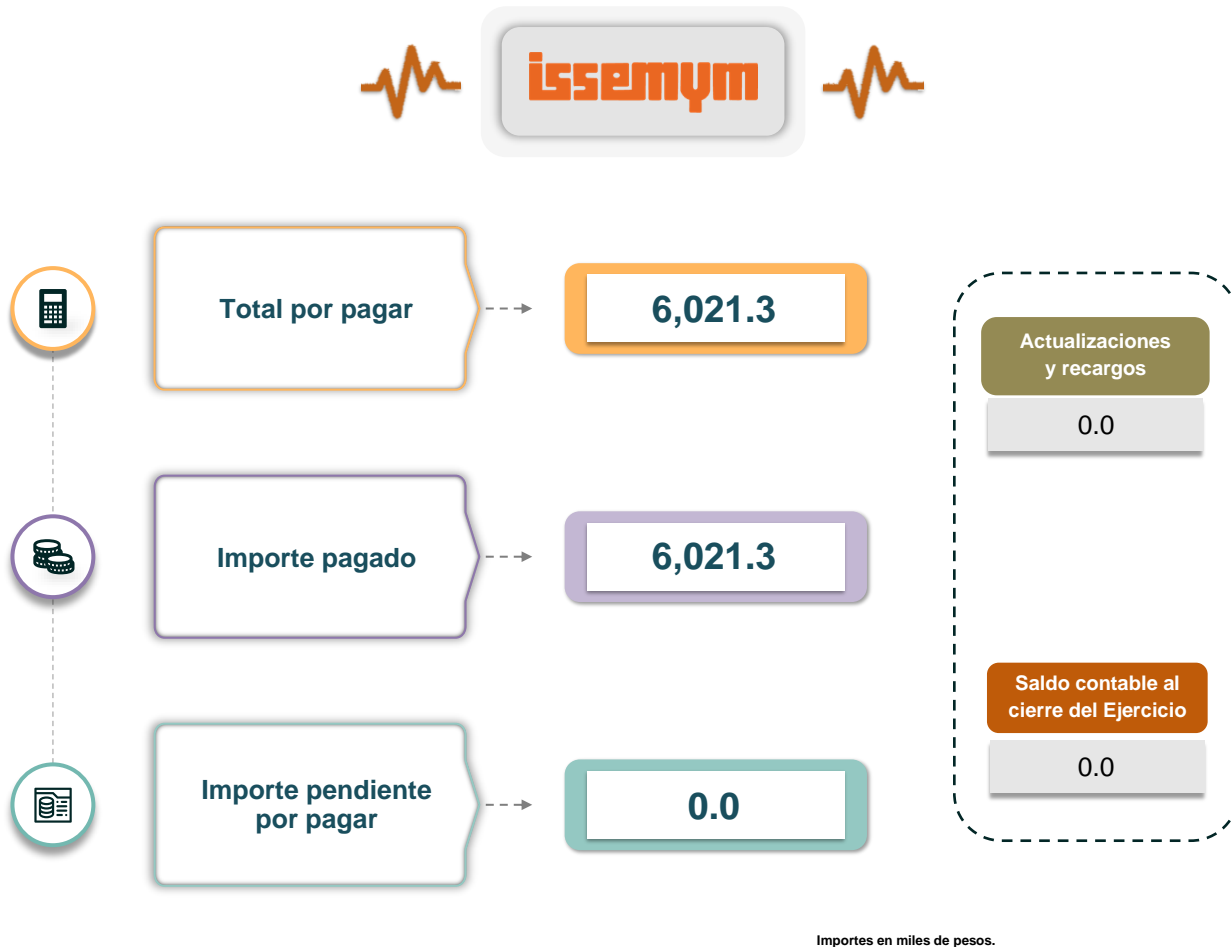 issemym
Total por pagar
6,021.3
Actualizaciones
y recargos
0.0
Importe pagado
6,021.3
Saldo contable al
cierre del Ejercicio
0.0
Importe pendiente
por pagar
0.0
Importes en miles de pesos.